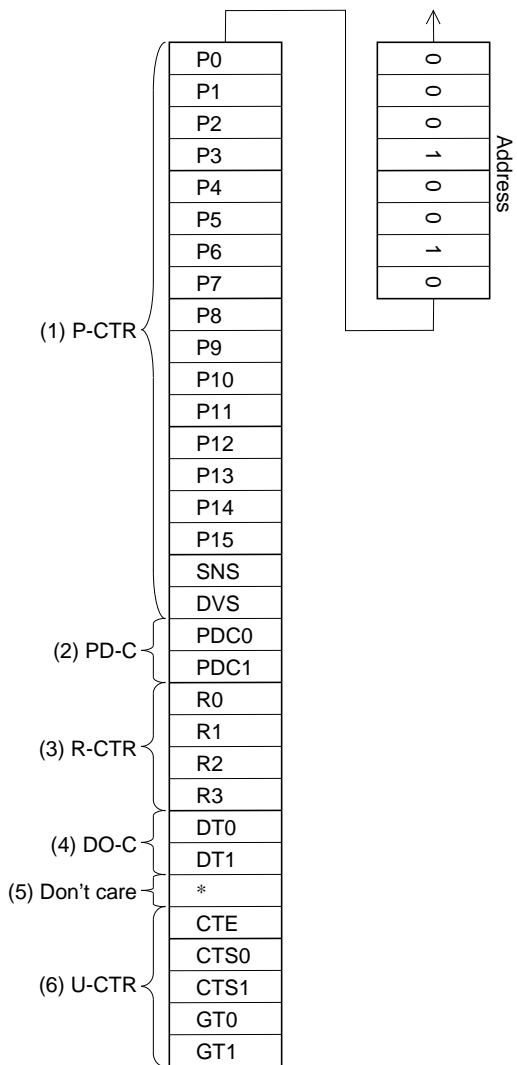 P0
P1
P2
P3
P4
P5
P6
P7
P8
P9
P10
P11
P12
P13
P14
P15
SNS
DVS
PDC0
PDC1
R0
R1
R2
R3
DT0
DT1
*
CTE
CTS0
CTS1
GT0
GT1
(1) P-CTR
(2) PD-C
(3) R-CTR
(4) DO-C
(5) Don't care
(6) U-CTR
0
0
0
1
0
0
1
0
Address